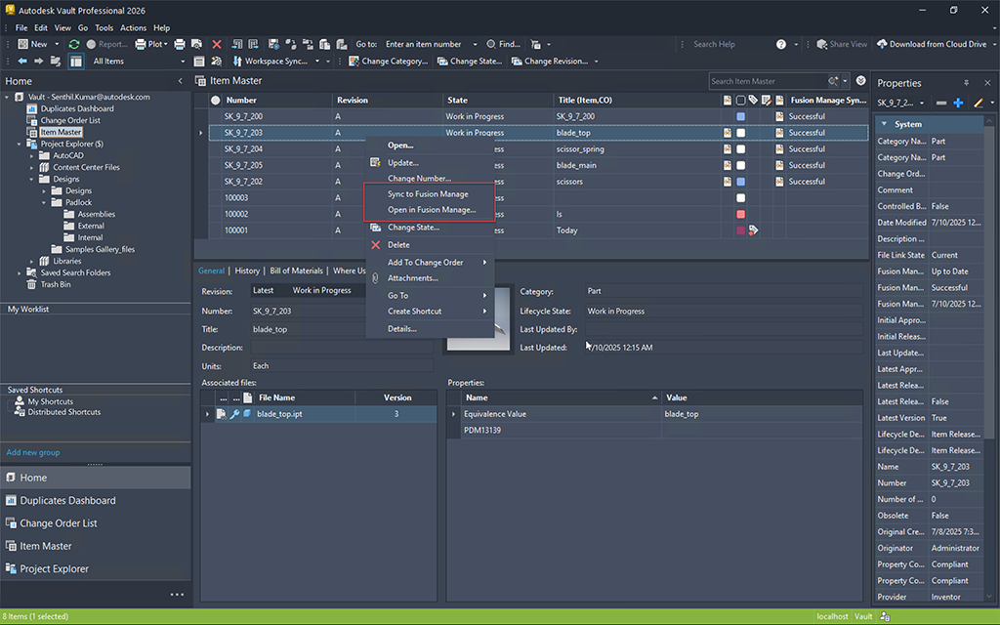 Autodesk Vault Professional 2026
File Edit View Go Tools Actions Help
New Report... Plot Go to: Enter an item number Find... Search Help Share View Download from Cloud Drive
All Items Workspace Sync... Change Category... Change State... Change Revision...
Home
Vault - Senthil.Kumar@autodesk.com
Duplicates Dashboard
Change Order List
Item Master
Project Explorer ($)
AutoCAD
Content Center Files
Designs
Designs
Padlock
Assemblies
External
Internal
Samples Gallery_files
Libraries
Saved Search Folders
Trash Bin
My Worklist
Saved Shortcuts
My Shortcuts
Distributed Shortcuts
Add new group
Home
Duplicates Dashboard
Change Order List
Item Master
Project Explorer
Item Master
Search Item Master
Number Revision State Title (Item,CO) Fusion Manage Syn...
SK_9_7_200 A Work in Progress SK_9_7_200 Successful
SK_9_7_203 A Work in Progress blade_top Successful
SK_9_7_204 A ess scissor_spring Successful
SK_9_7_205 A ess blade_main Successful
SK_9_7_202 A ess scissors Successful
100003 A ess
100002 A ess ls
100001 A ess Today
Open...
Update...
Change Number...
Sync to Fusion Manage
Open in Fusion Manage...
Change State...
Delete
Add To Change Order
Attachments...
Go To
Create Shortcut
Details...
General History Bill of Materials Where Us
Revision: Latest Work in Progress
Number: SK_9_7_203
Title: blade_top
Description:
Units: Each
Category: Part
Lifecycle State: Work in Progress
Last Updated By:
Last Updated: 7/10/2025 12:15 AM
Associated files:
... ... File Name Version
blade_top.ipt 3
Properties:
Name Value
Equivalence Value blade_top
PDM13139
Properties
SK_9_7_2...
System
Category Na... Part
Category Na... Part
Change Ord...
Comment
Controlled B... False
Date Modified 7/10/2025 12...
Description ...
File Link State Current
Fusion Man... Up to Date
Fusion Man... Successful
Fusion Man... 7/10/2025 12...
Initial Appro...
Initial Releas...
Last Update...
Latest Appr...
Latest Relea...
Latest Relea... False
Latest Version True
Lifecycle De... Item Release...
Lifecycle De... Item Release...
Name SK_9_7_203
Number SK_9_7_203
Number of ... 0
Obsolete False
Original Cre... 7/8/2025 7:3...
Originator Administrator
Property Co... Compliant
Property Co... Compliant
Provider Inventor
8 Items (1 selected)
localhost Vault